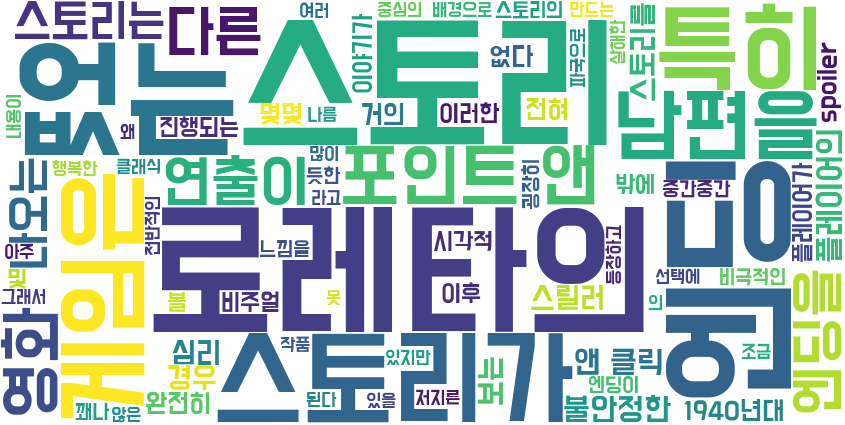 스토리는
다른
여러
중심의
배경으로
스토리의
만드는
없는
스토리
이야기가
없다
파국으로
살해한
스토리를
특히
spoiler
내용이
왜
진행되는
몇몇
나름
거의
이러한
전혀
남편
행복한
클래식
연출이
많이
듯한
라고
포인트 앤
굉장히
밖에
중간중간
플레이어가
플레이어인
나오는
아주
게임은
전반적인
로레타의
느낌을
시각적
등장하고
선택에
비극적인
및
그래서
볼
비주얼
못
이후
스릴러
의
엔딩을
영화
심리
작품
스토리가
있지만
보는
앤 클릭
조금
경우
엔딩이
꽤나
않은
완전히
된다
있을
저지른
불안정한
1940년대